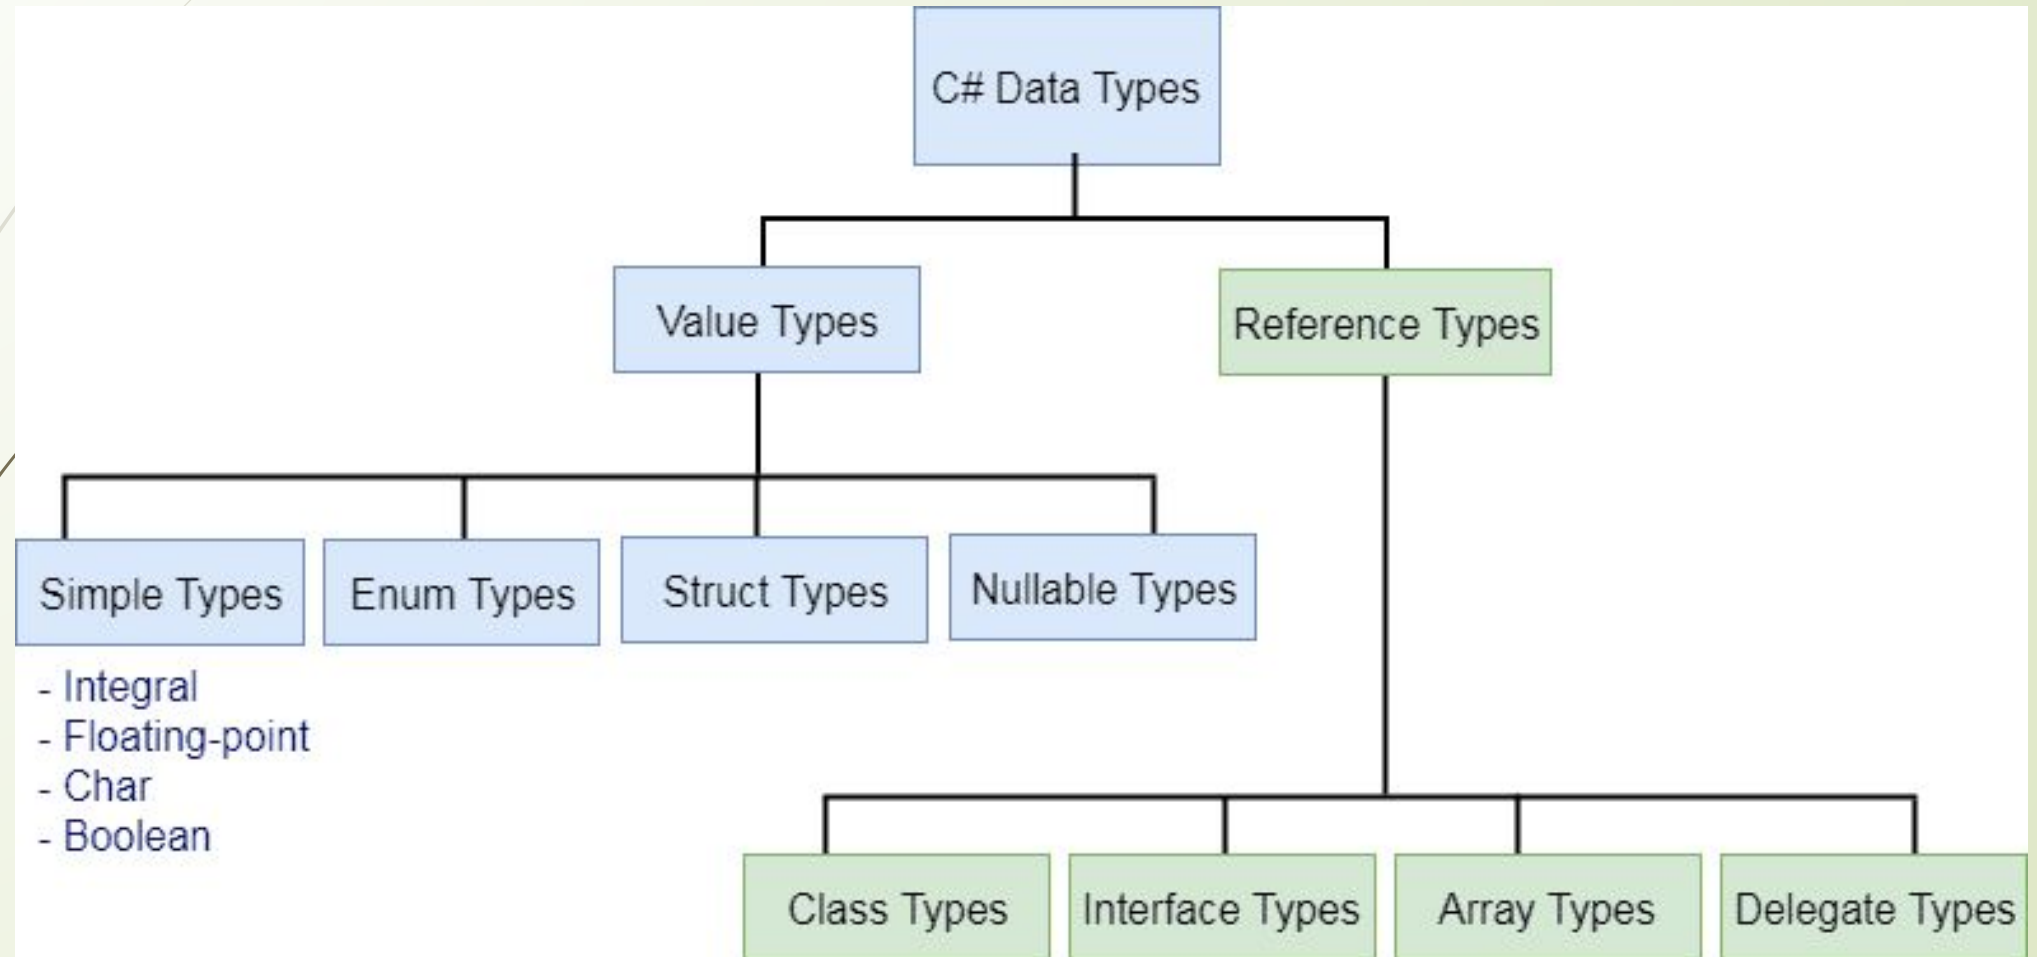 C# Data Types
Value Types
Reference Types
Simple Types
Enum Types
Struct Types
Nullable Types
- Integral
- Floating-point
- Char
- Boolean
Class Types
Interface Types
Array Types
Delegate Types